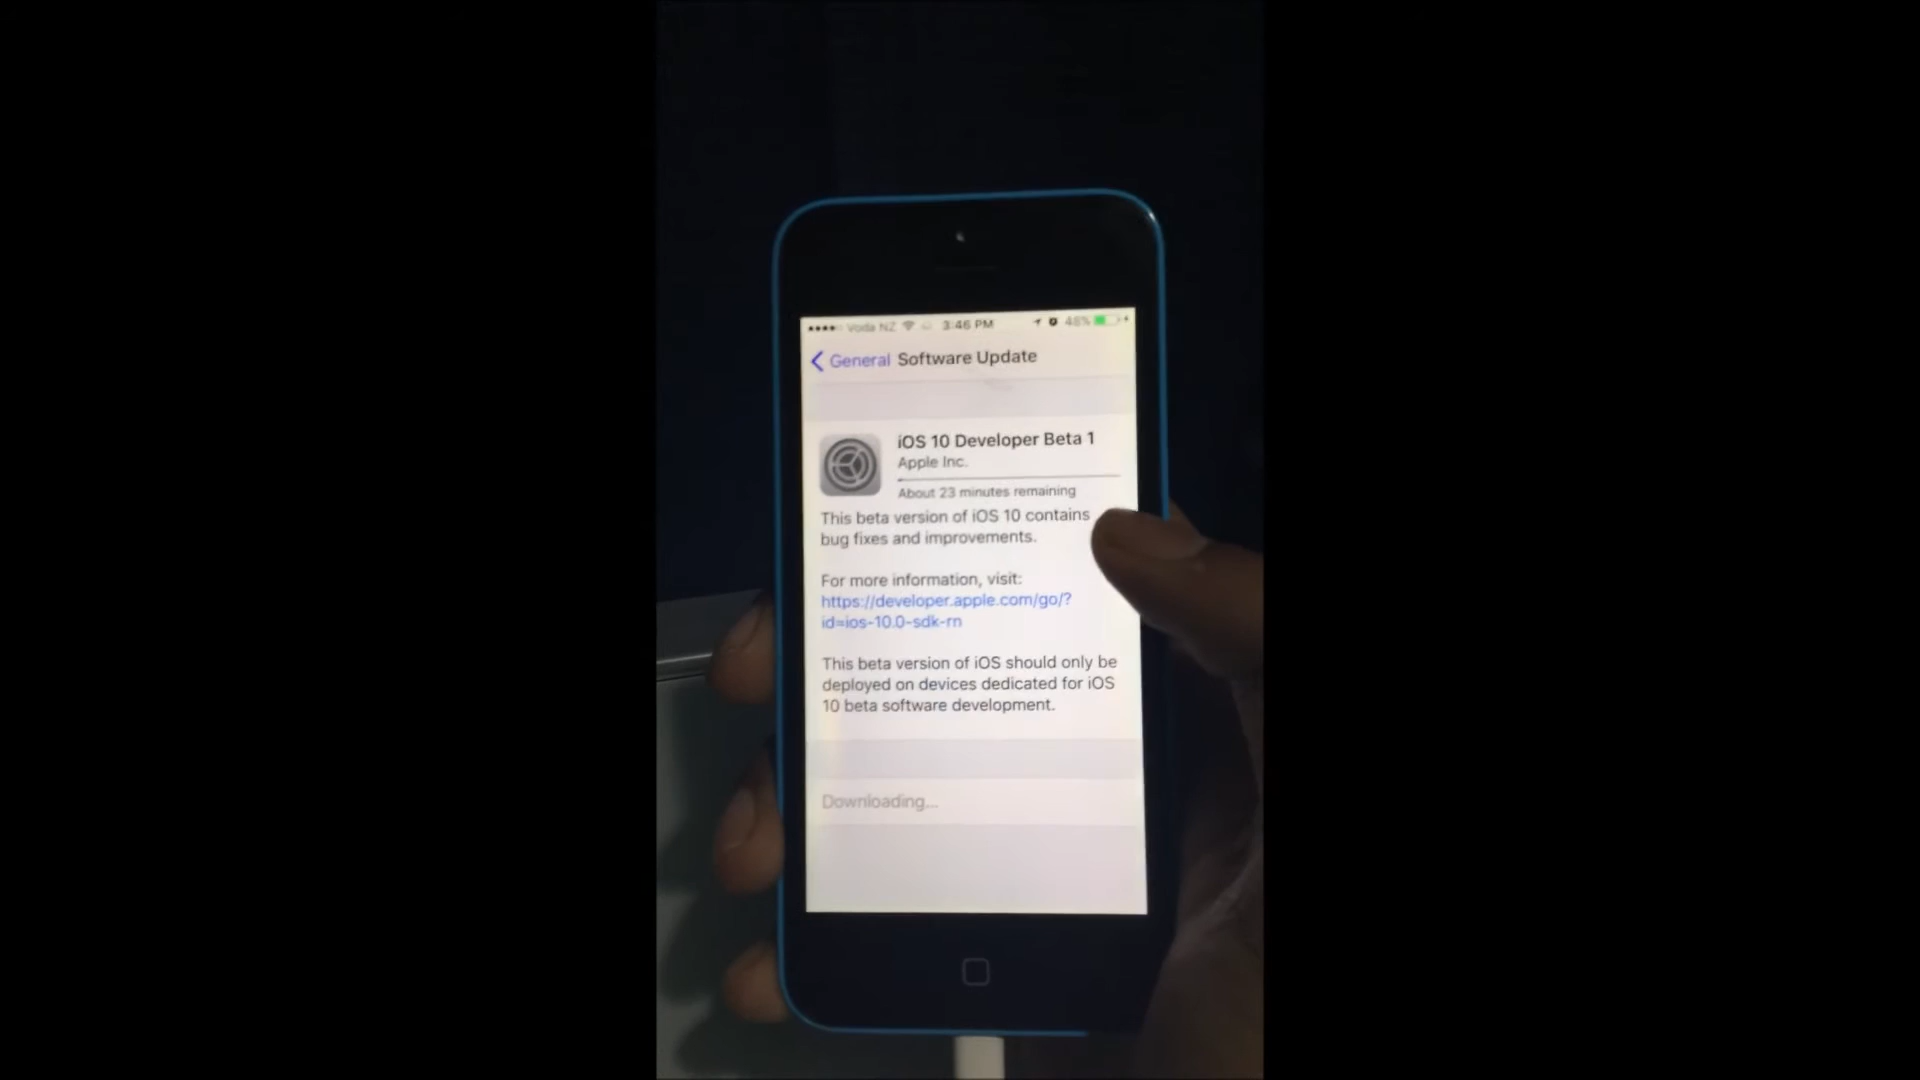 Voda NZ 3:46 PM 46%
General Software Update
iOS 10 Developer Beta 1
Apple Inc.
About 23 minutes remaining
This beta version of iOS 10 contains
bug fixes and improvements.
For more information, visit:
https://developer.apple.com/go/?
id=ios-10.0-sdk-rn
This beta version of iOS should only be
deployed on devices dedicated for iOS
10 beta software development.
Downloading...